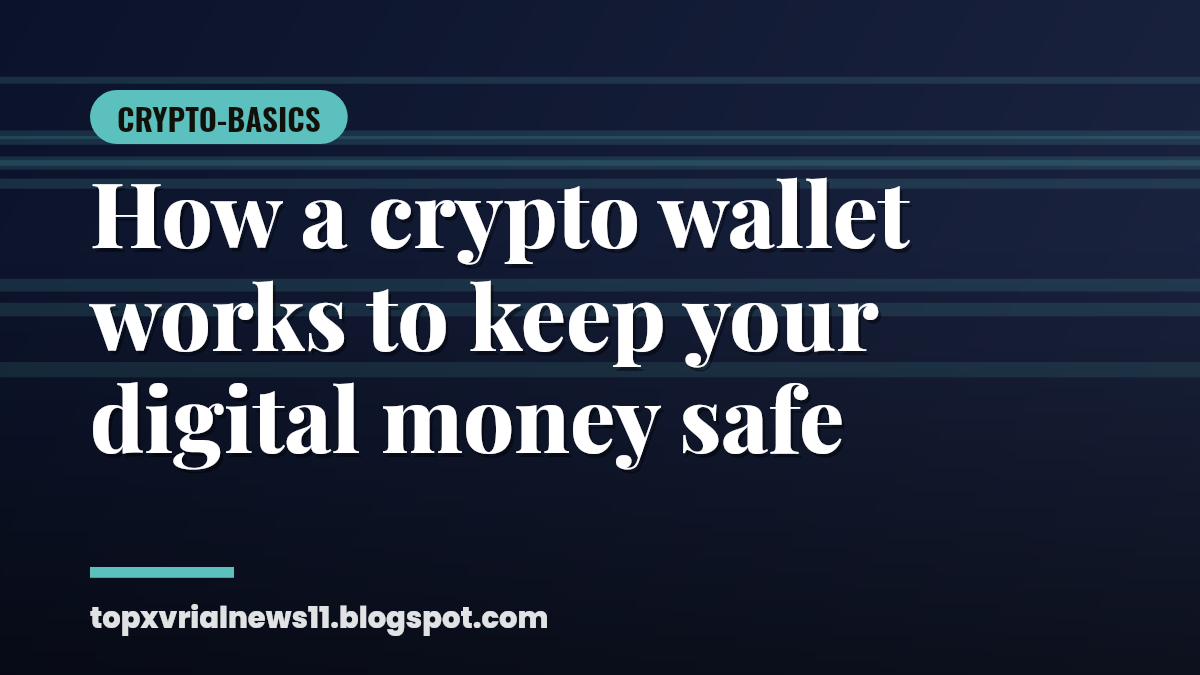 CRYPTO-BASICS
How a crypto wallet
works to keep your
digital money safe
topxvrialnews11.blogspot.com